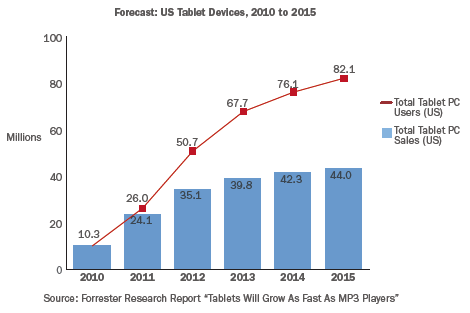 Forecast: US Tablet Devices, 2010 to 2015
100
80
60
40
20
0
Millions
10.3
26.0
24.1
50.7
35.1
67.7
39.8
76.1
42.3
82.1
44.0
2010 2011 2012 2013 2014 2015
Total Tablet PC
Users (US)
Total Tablet PC
Sales (US)
Source: Forrester Research Report “Tablets Will Grow As Fast As MP3 Players”